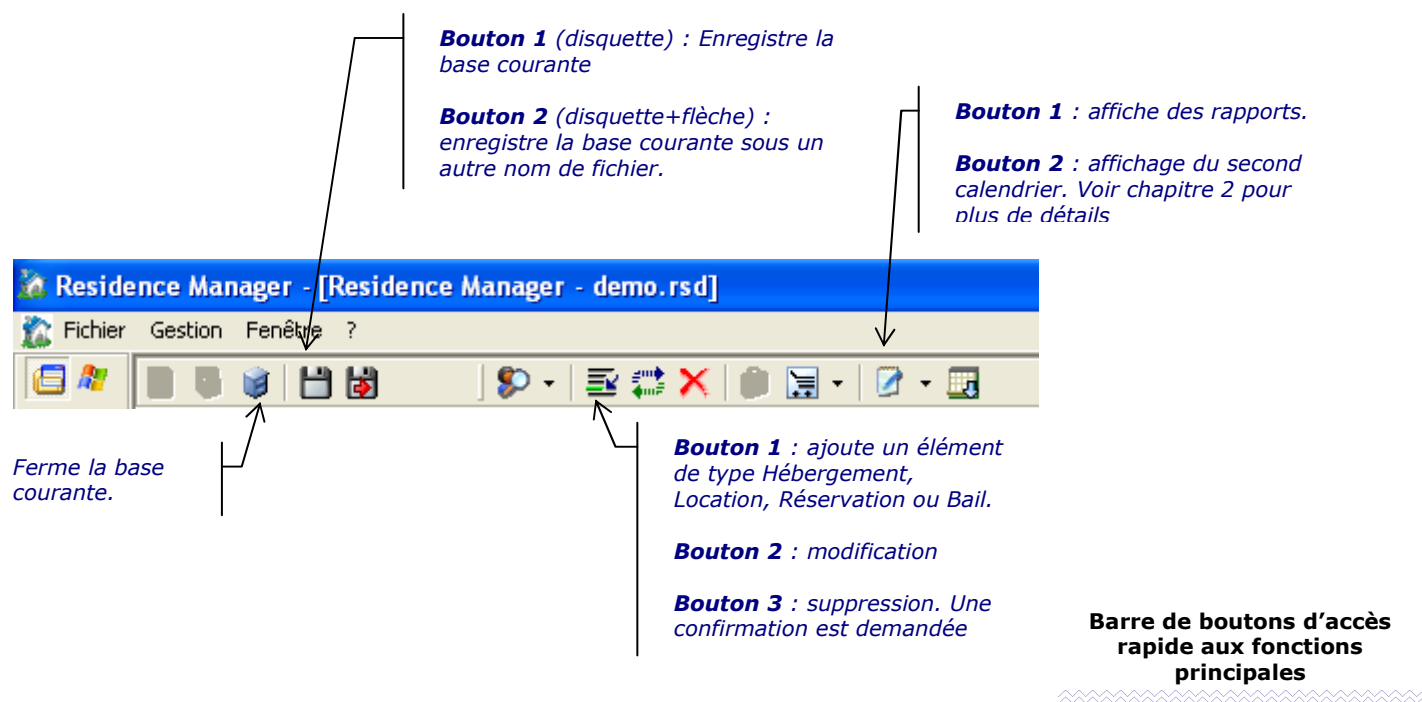 Bouton 1 (disquette) : Enregistre la
base courante
Bouton 2 (disquette+flèche) :
enregistre la base courante sous un
autre nom de fichier.
Bouton 1 : affiche des rapports.
Bouton 2 : affichage du second
calendrier. Voir chapitre 2 pour
plus de détails
Residence Manager - [Residence Manager - demo.rsd]
Fichier Gestion Fenêtre ?
Ferme la base
courante.
Bouton 1 : ajoute un élément
de type Hébergement,
Location, Réservation ou Bail.
Bouton 2 : modification
Bouton 3 : suppression. Une
confirmation est demandée
Barre de boutons d’accès
rapide aux fonctions
principales